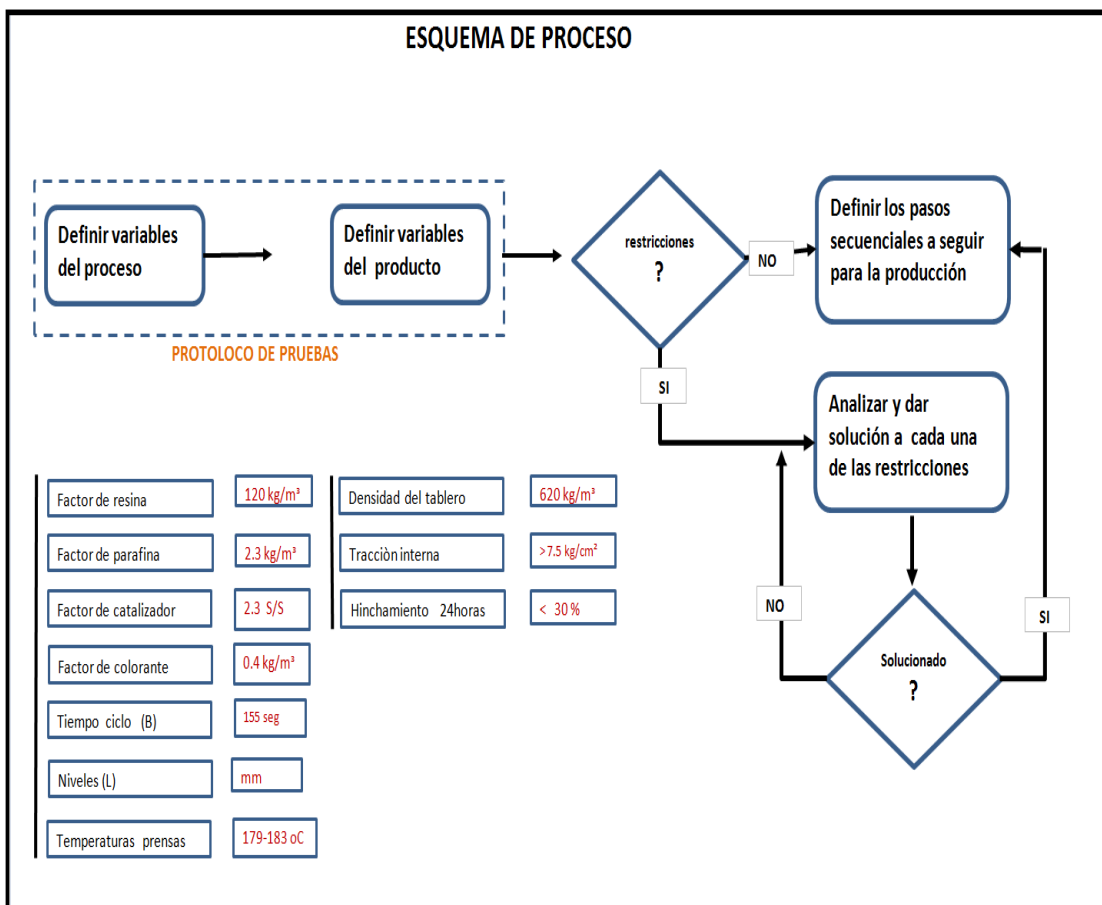 ESQUEMA DE PROCESO
Definir variables
del proceso
Definir variables
del producto
PROTOLOCO DE PRUEBAS
restricciones
?
NO
SI
Definir los pasos
secuenciales a seguir
para la producción
Analizar y dar
solución a cada una
de las restricciones
NO
SI
Solucionado
?
Factor de resina
120 kg/m³
Factor de parafina
2.3 kg/m³
Factor de catalizador
2.3 S/S
Factor de colorante
0.4 kg/m³
Tiempo ciclo (B)
155 seg
Niveles (L)
mm
Temperaturas prensas
179-183 oC
Densidad del tablero
620 kg/m³
Tracciòn interna
>7.5 kg/cm²
Hinchamiento 24horas
< 30 %